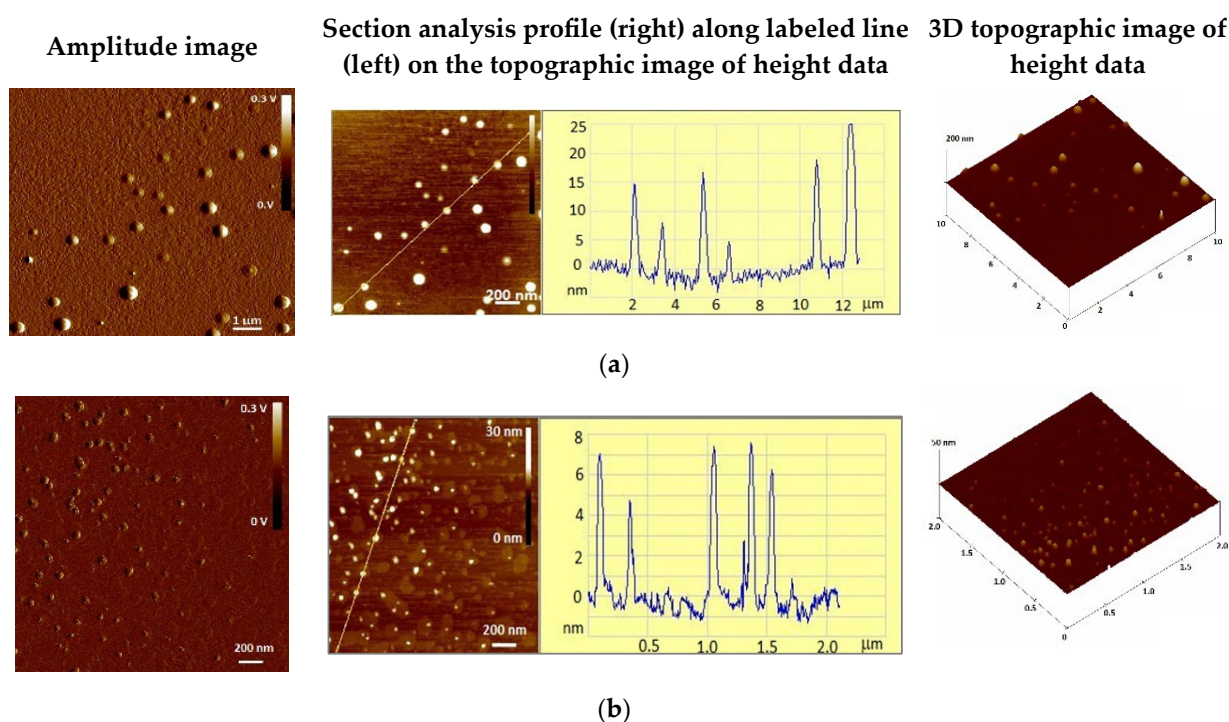 Amplitude image
Section analysis profile (right) along labeled line
(left) on the topographic image of height data
3D topographic image of
height data
0.3 V
0.V
1 μm
200 nm
25
20
15
10
5
0
nm
2
4
6
8
10
12
μm
200 nm
10
8
6
4
2
0
2
4
6
8
10
(a)
0.3 V
0 V
200 nm
30 nm
0 nm
200 nm
8
6
4
2
0
nm
0.5
1.0
1.5
2.0
μm
50 nm
2.0
1.5
1.0
0.5
0
0.5
1.0
1.5
2.0
(b)